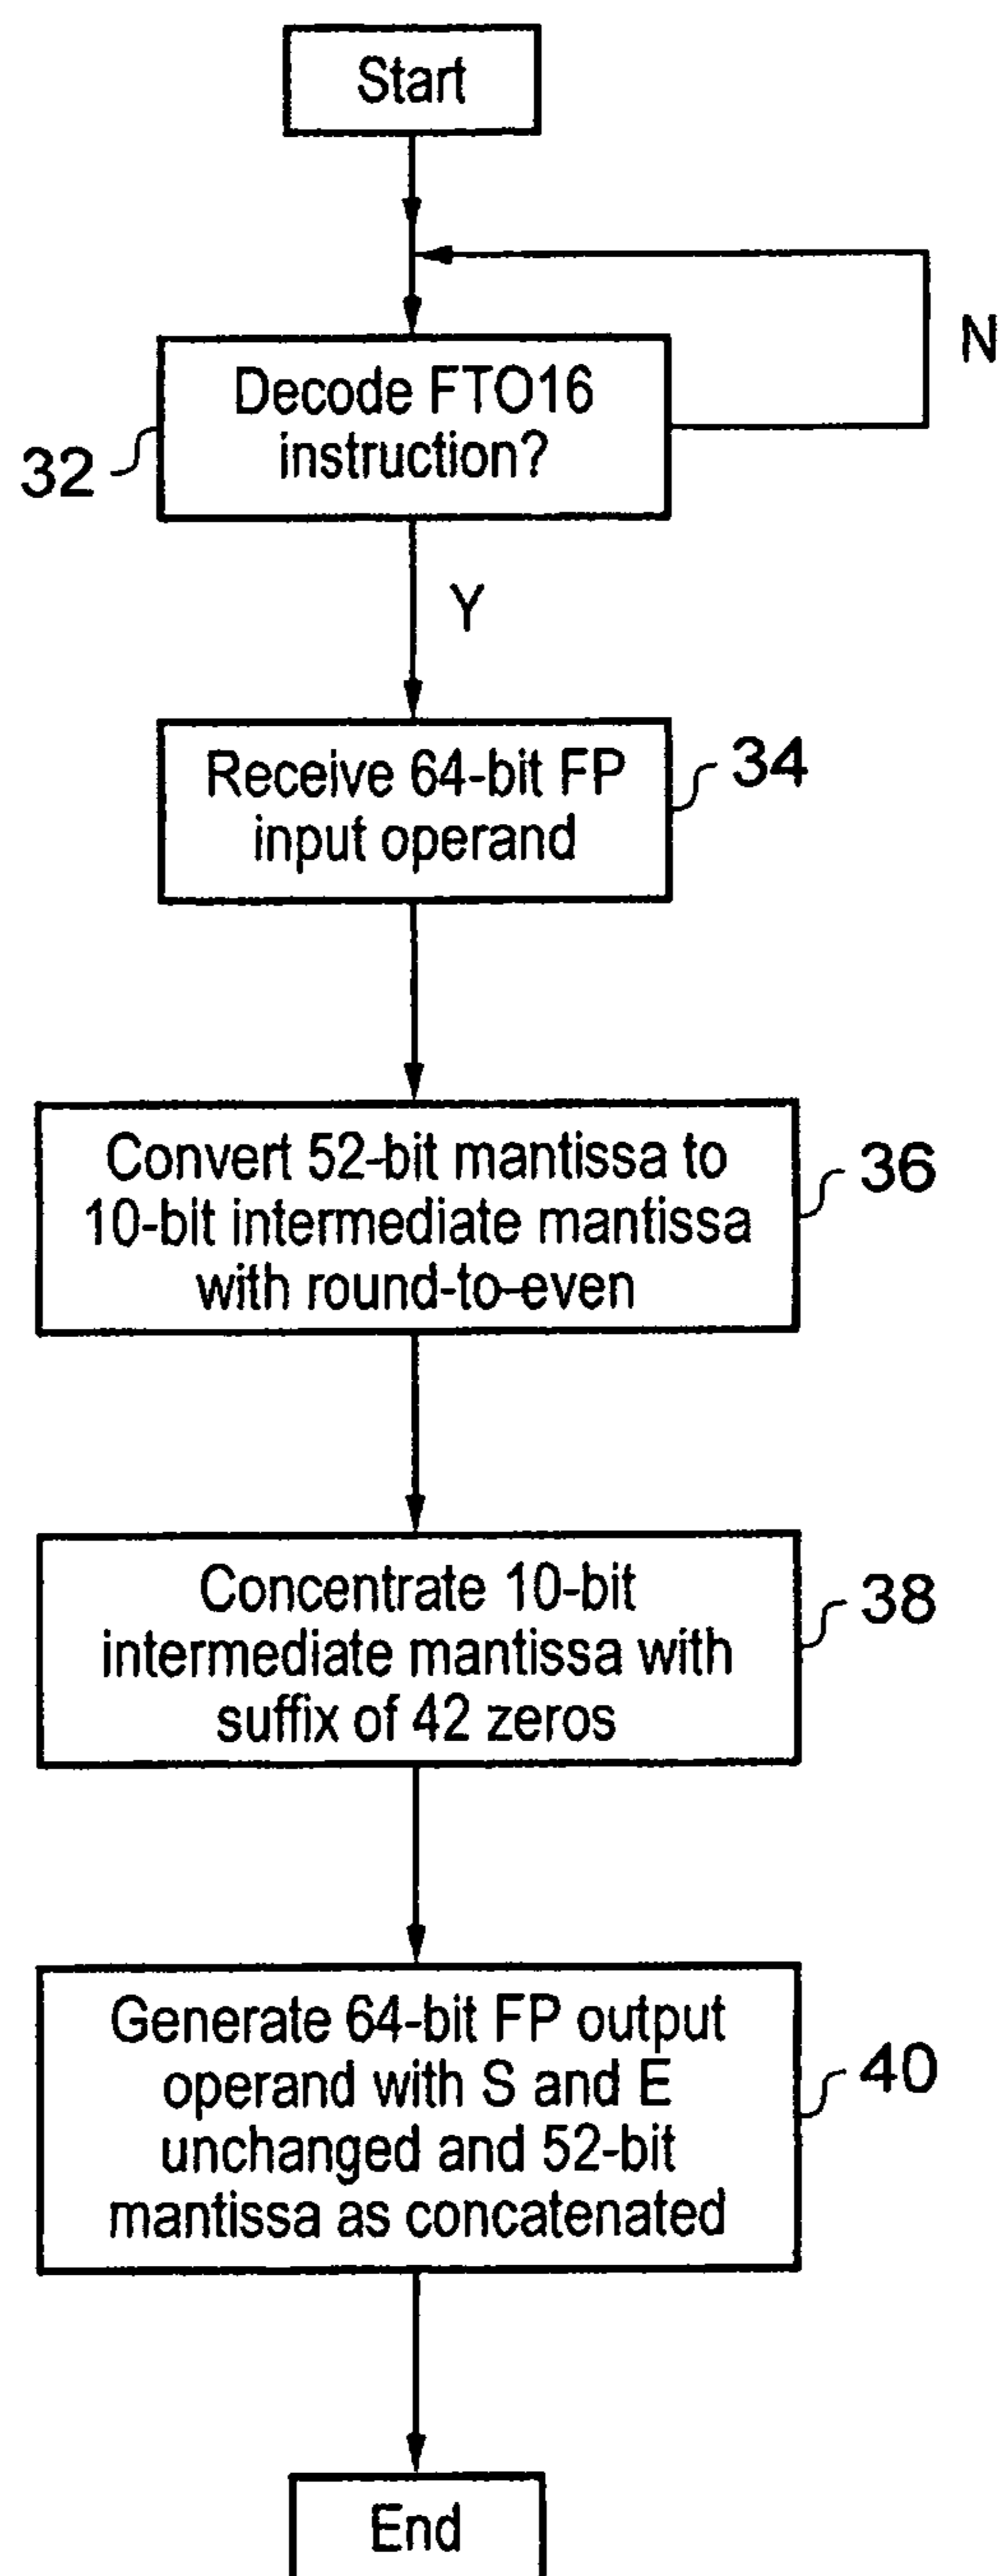 Start
N
Decode FTO16
instruction?
32
Y
Receive 64-bit FP
input operand
34
Convert 52-bit mantissa to
10-bit intermediate mantissa
with round-to-even
36
Concentrate 10-bit
intermediate mantissa with
suffix of 42 zeros
38
Generate 64-bit FP output
operand with S and E
unchanged and 52-bit
mantissa as concatenated
40
End